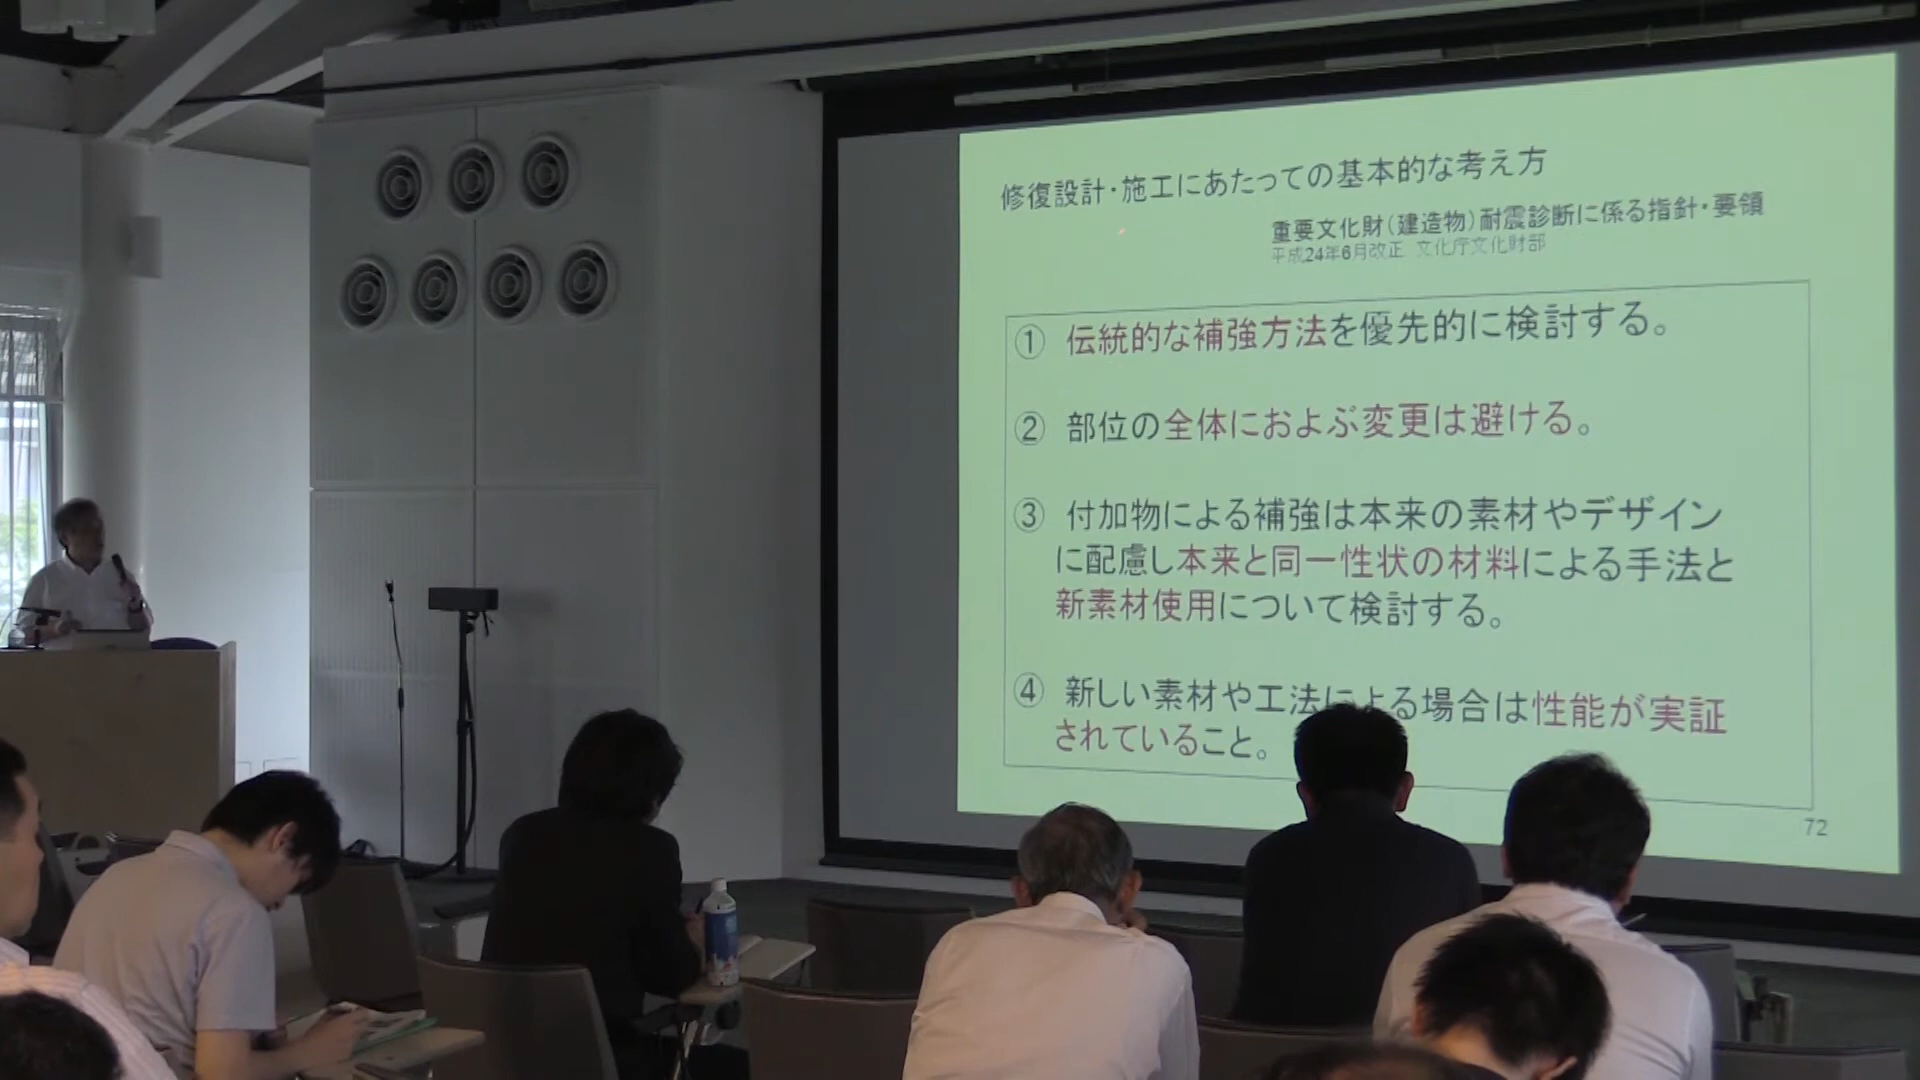 修復設計・施工にあたっての基本的な考え方
重要文化財(建造物)耐震診断に係る指針・要領
平成24年6月改正 文化庁文化財部
① 伝統的な補強方法を優先的に検討する。
② 部位の全体におよぶ変更は避ける。
③ 付加物による補強は本来の素材やデザイン
に配慮し本来と同一性状の材料による手法と
新素材使用について検討する。
④ 新しい素材や工法による場合は性能が実証
されていること。
72